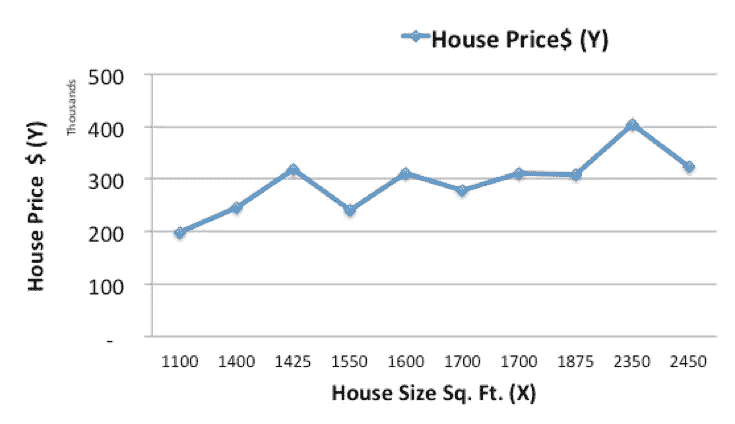 House Price$ (Y)
House Price $ (Y)
Thousands
500
400
300
200
100
-
1100 1400 1425 1550 1600 1700 1700 1875 2350 2450
House Size Sq. Ft. (X)